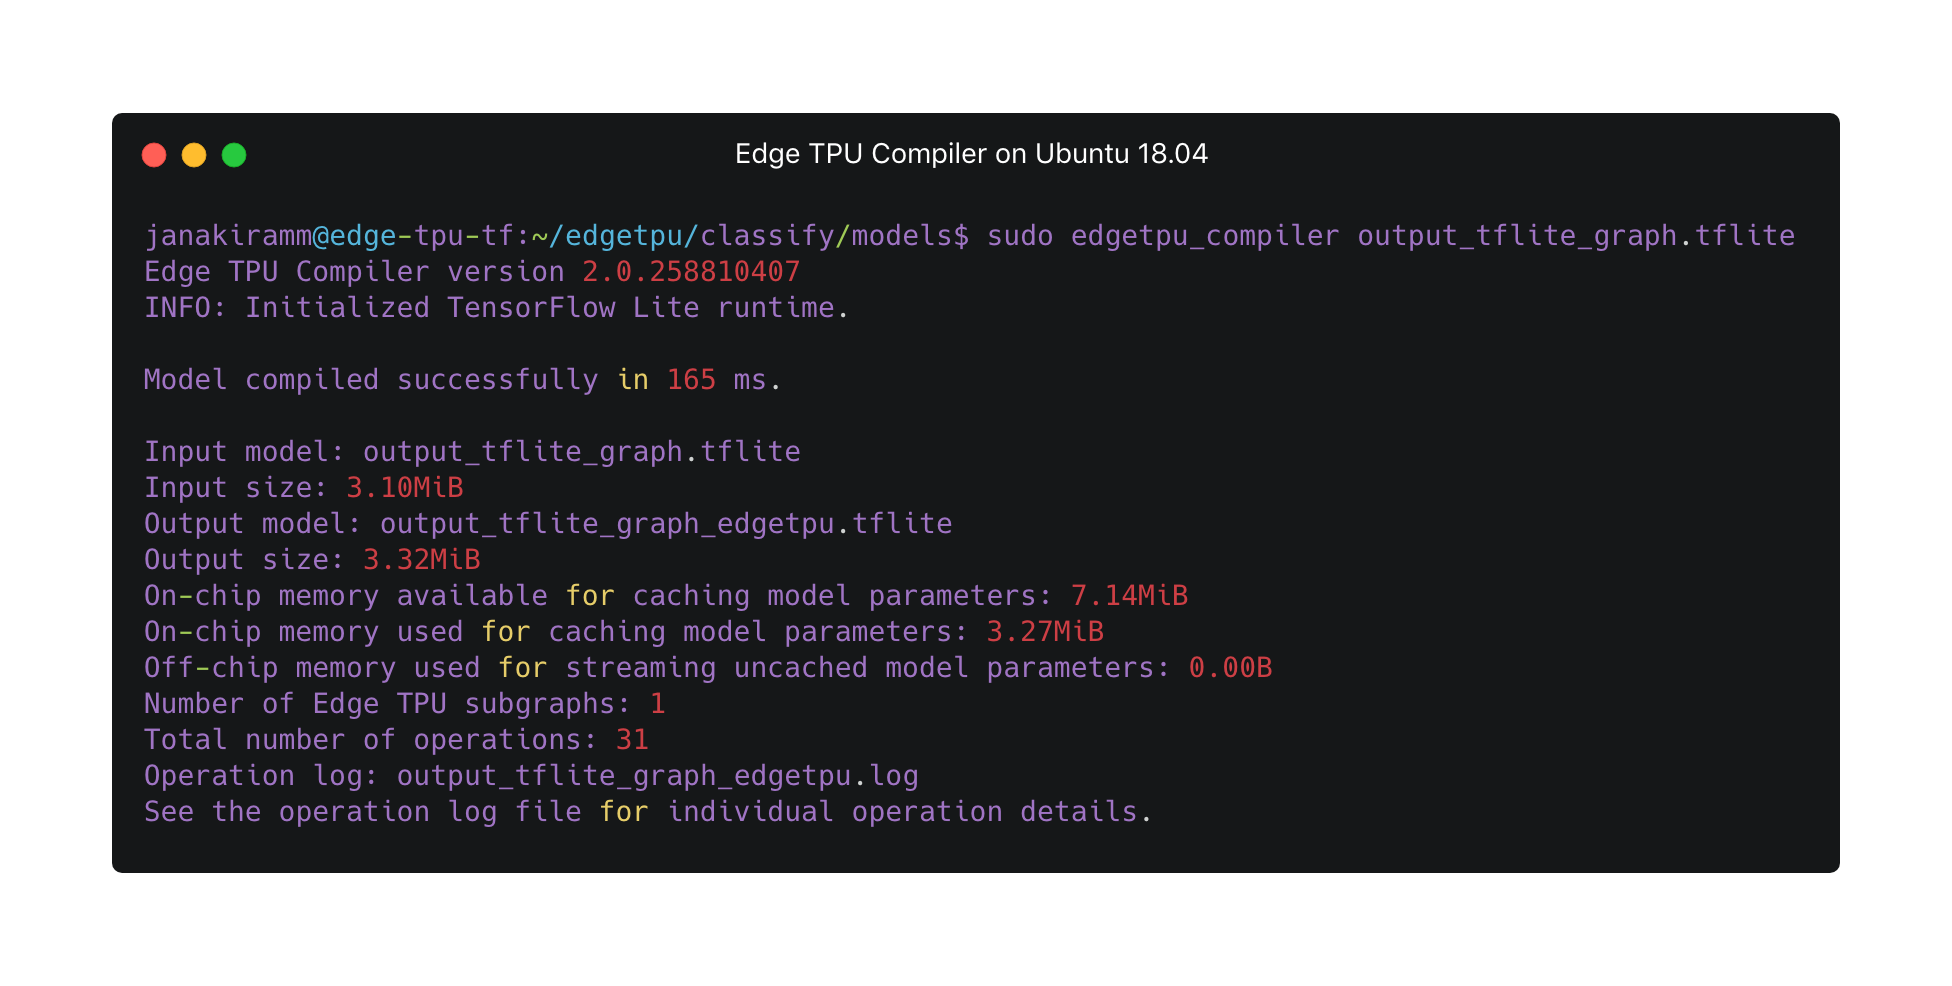 Edge TPU Compiler on Ubuntu 18.04
janakiramm@edge-tpu-tf:~/edgetpu/classify/models$ sudo edgetpu_compiler output_tflite_graph.tflite
Edge TPU Compiler version 2.0.258810407
INFO: Initialized TensorFlow Lite runtime.
Model compiled successfully in 165 ms.
Input model: output_tflite_graph.tflite
Input size: 3.10MiB
Output model: output_tflite_graph_edgetpu.tflite
Output size: 3.32MiB
On-chip memory available for caching model parameters: 7.14MiB
On-chip memory used for caching model parameters: 3.27MiB
Off-chip memory used for streaming uncached model parameters: 0.00B
Number of Edge TPU subgraphs: 1
Total number of operations: 31
Operation log: output_tflite_graph_edgetpu.log
See the operation log file for individual operation details.